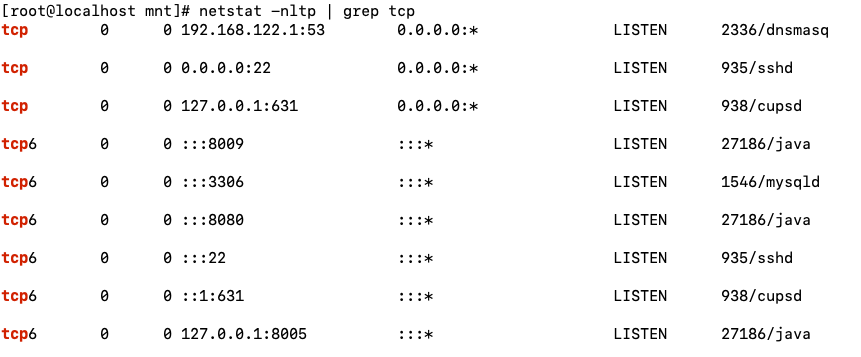 [root@localhost mnt]# netstat -nltp | grep tcp
tcp 0 0 192.168.122.1:53 0.0.0.0:* LISTEN 2336/dnsmasq
tcp 0 0 0.0.0.0:22 0.0.0.0:* LISTEN 935/sshd
tcp 0 0 127.0.0.1:631 0.0.0.0:* LISTEN 938/cupsd
tcp6 0 0 :::8009 :::* LISTEN 27186/java
tcp6 0 0 :::3306 :::* LISTEN 1546/mysqld
tcp6 0 0 :::8080 :::* LISTEN 27186/java
tcp6 0 0 :::22 :::* LISTEN 935/sshd
tcp6 0 0 ::1:631 :::* LISTEN 938/cupsd
tcp6 0 0 127.0.0.1:8005 :::* LISTEN 27186/java